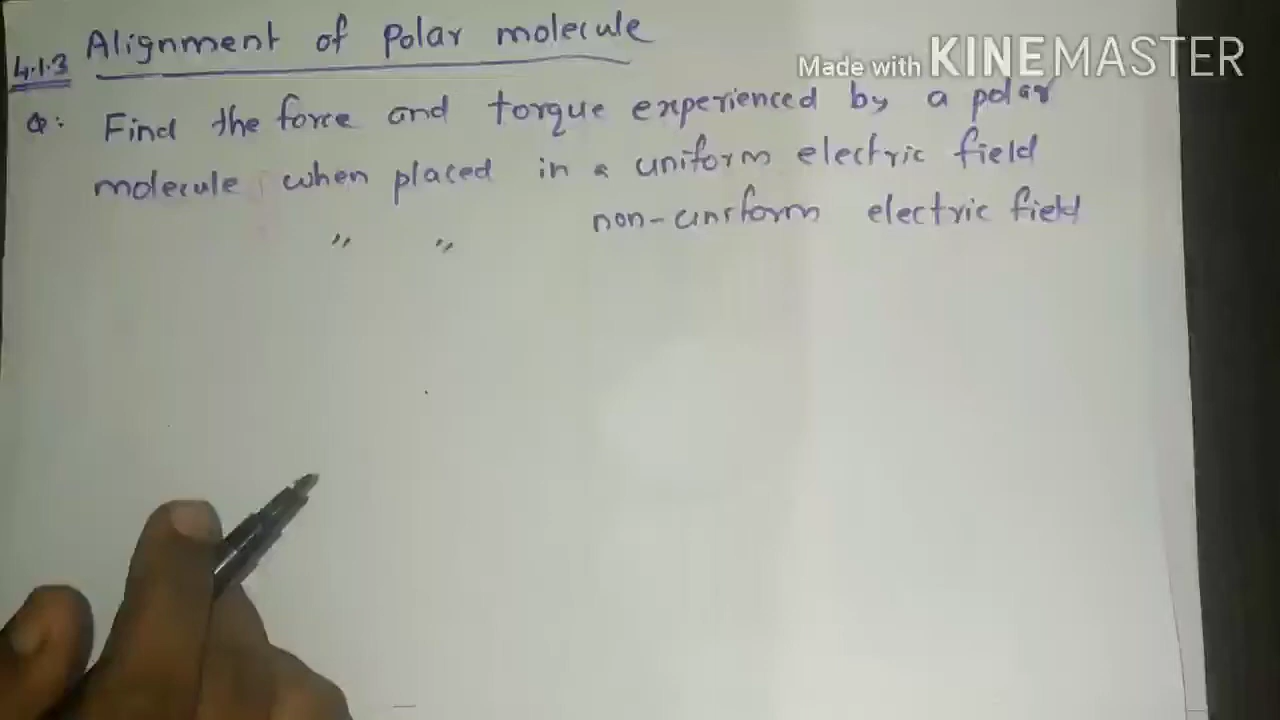 Made with KINEMASTER
4.1.3 Alignment of Polar molecule
Q: Find the force and torque experienced by a polar
molecule when placed in a uniform electric field
" " non-uniform electric field